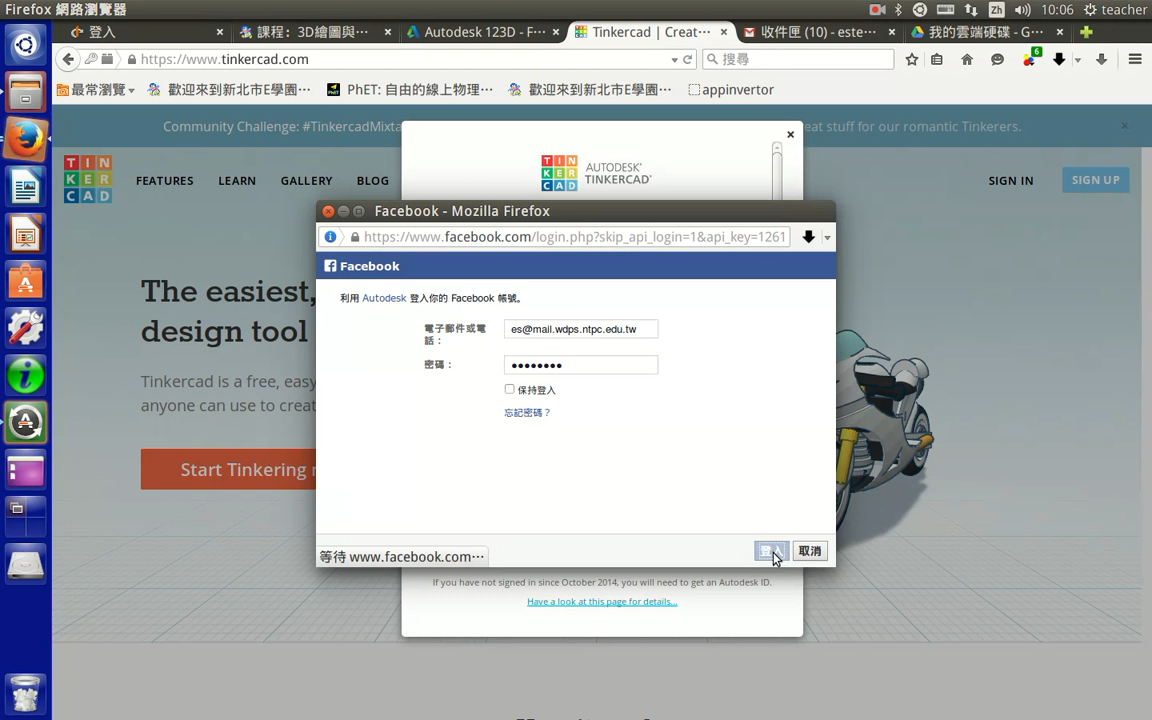 Firefox 網路瀏覽器
Zh
10:06
teacher
登入
課程：3D繪圖與…
Autodesk 123D - F…
Tinkercad | Creat…
收件匣 (10) - este…
我的雲端硬碟 - G…
https://www.tinkercad.com
搜尋
6
最常瀏覽
歡迎來到新北市E學園…
PhET: 自由的線上物理…
歡迎來到新北市E學園…
appinvertor
Community Challenge: #TinkercadMixta
eat stuff for our romantic Tinkerers.
TIN
KER
CAD
FEATURES
LEARN
GALLERY
BLOG
SIGN IN
SIGN UP
TIN
KER
CAD
AUTODESK
TINKERCAD
Facebook - Mozilla Firefox
https://www.facebook.com/login.php?skip_api_login=1&api_key=1261
Facebook
利用 Autodesk 登入你的 Facebook 帳號。
電子郵件或電
話：
es@mail.wdps.ntpc.edu.tw
密碼：
••••••••
保持登入
忘記密碼？
等待 www.facebook.com…
取消
The easiest,
design tool
Tinkercad is a free, easy
anyone can use to creat
Start Tinkering
If you have not signed in since October 2014, you will need to get an Autodesk ID.
Have a look at this page for details...